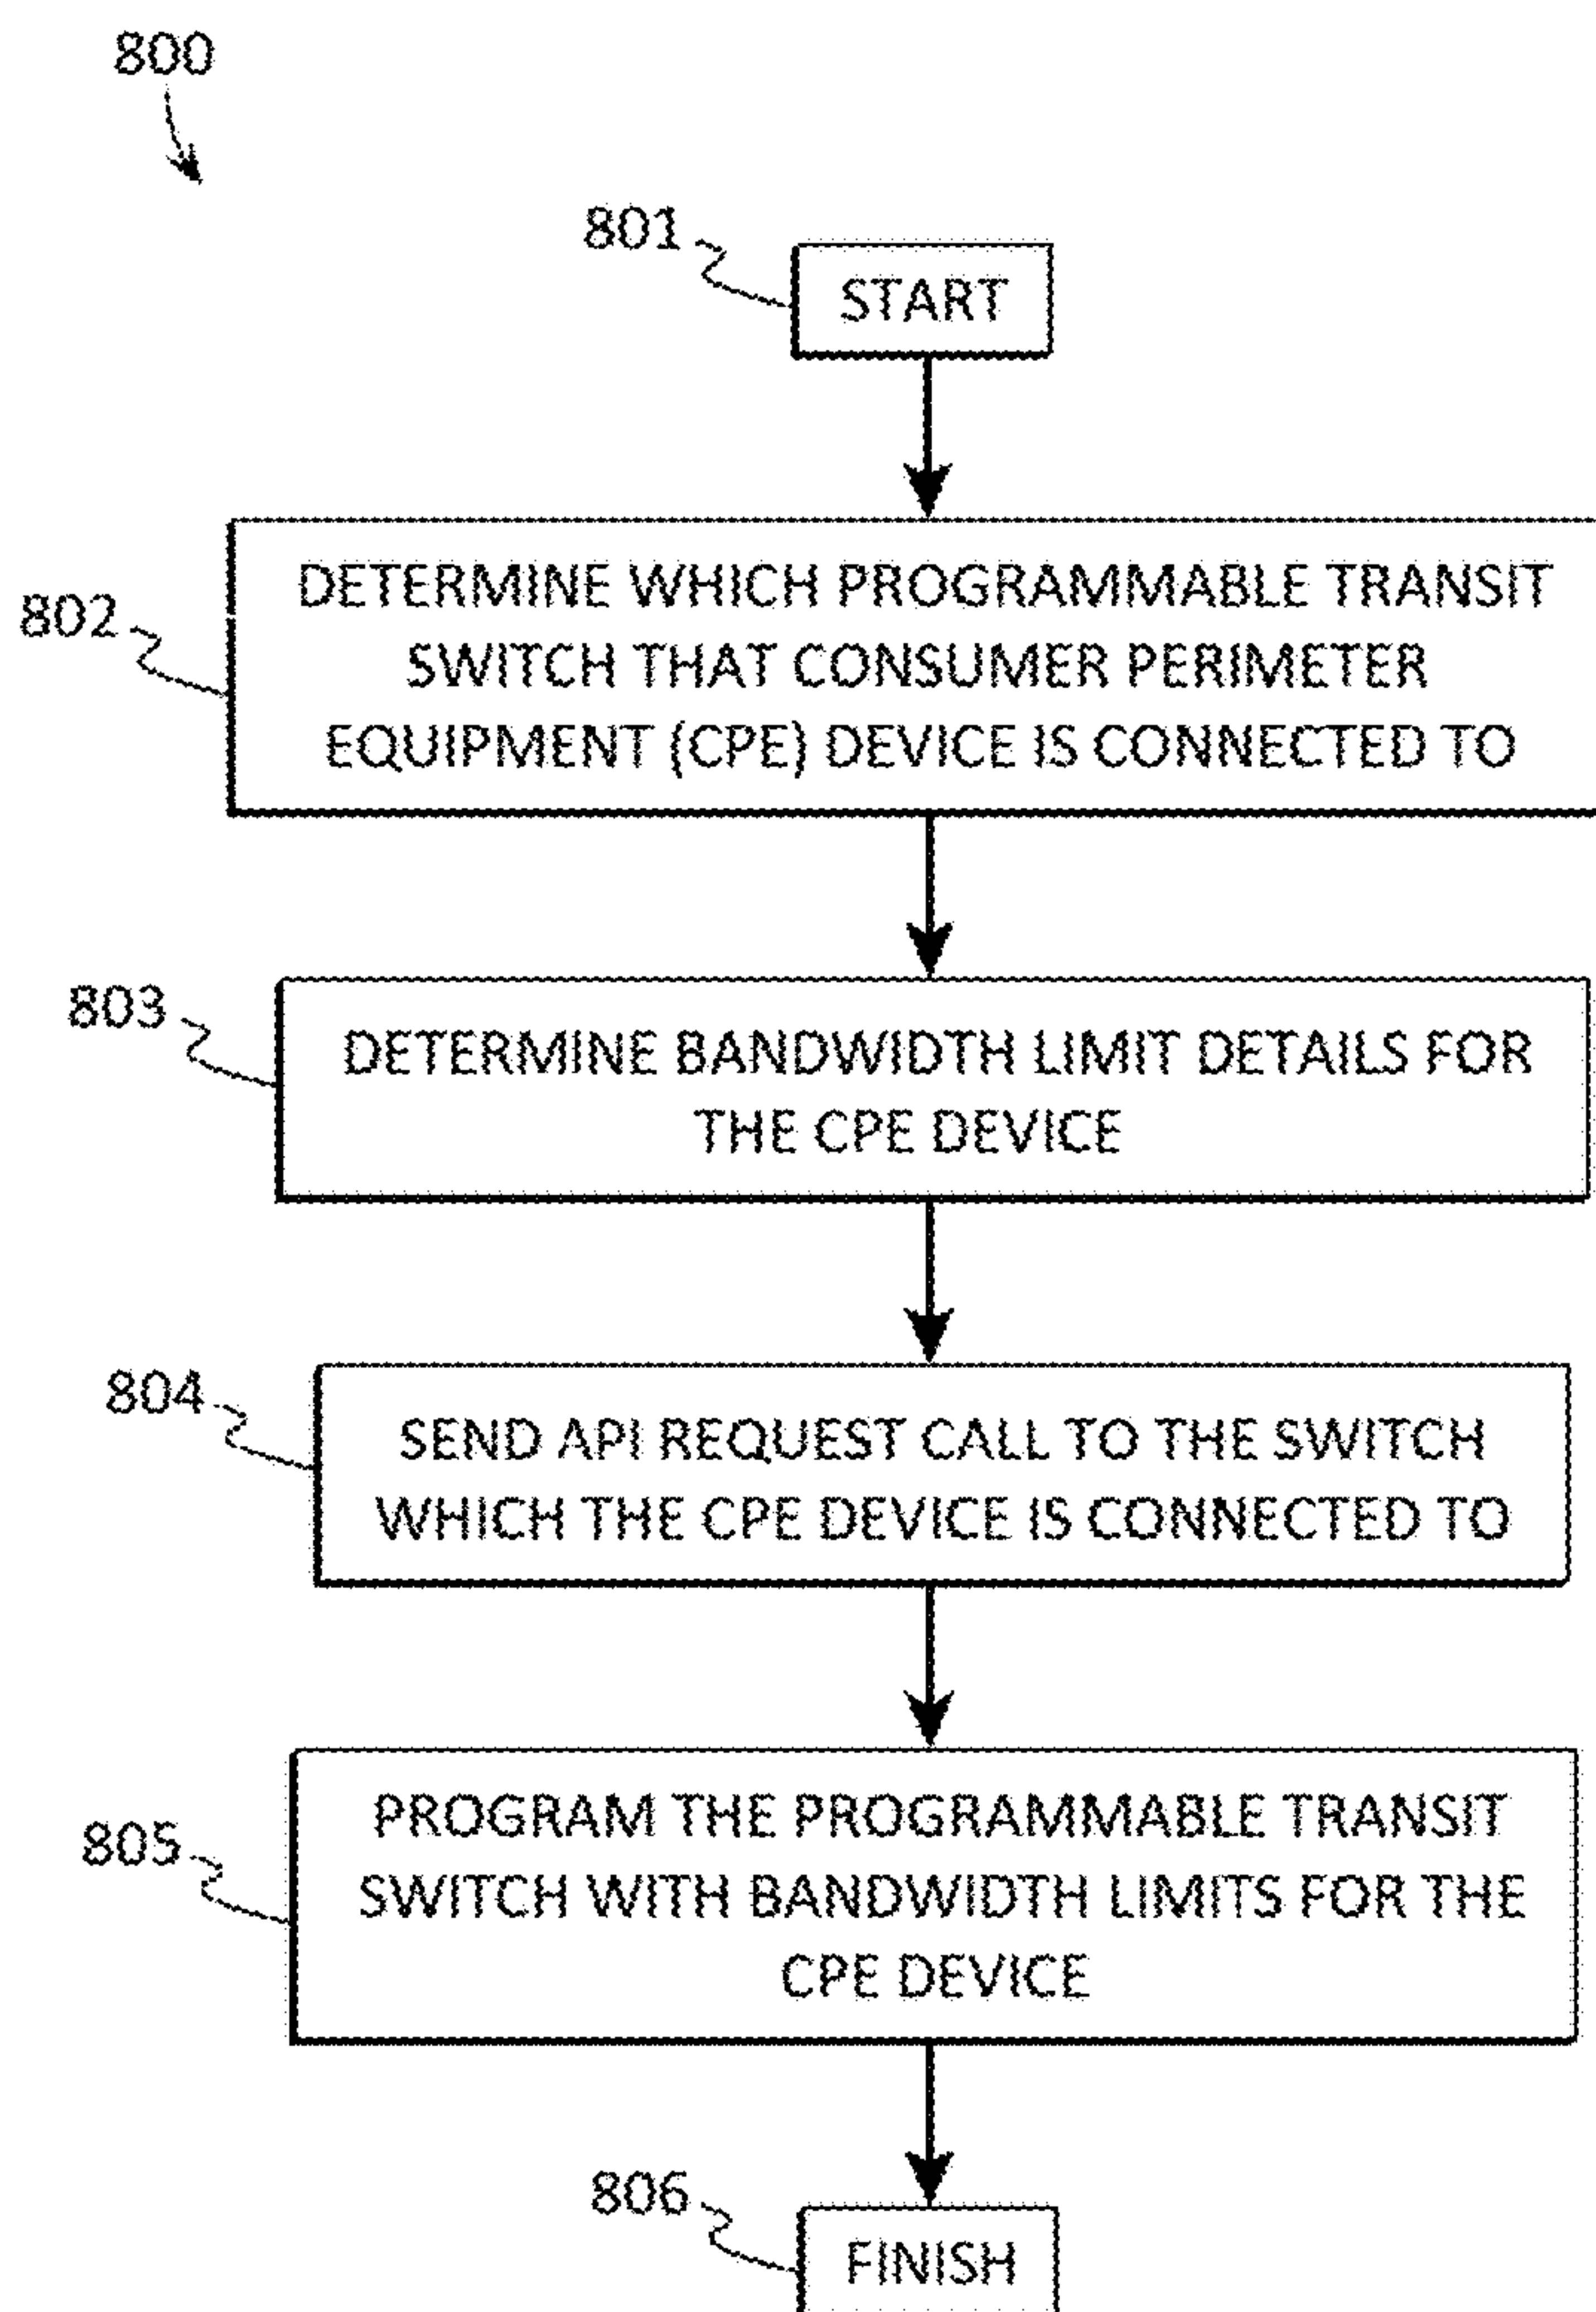 800
801
START
802
DETERMINE WHICH PROGRAMMABLE TRANSIT
SWITCH THAT CONSUMER PERIMETER
EQUIPMENT (CPE) DEVICE IS CONNECTED TO
803
DETERMINE BANDWIDTH LIMIT DETAILS FOR
THE CPE DEVICE
804
SEND API REQUEST CALL TO THE SWITCH
WHICH THE CPE DEVICE IS CONNECTED TO
805
PROGRAM THE PROGRAMMABLE TRANSIT
SWITCH WITH BANDWIDTH LIMITS FOR THE
CPE DEVICE
806
FINISH